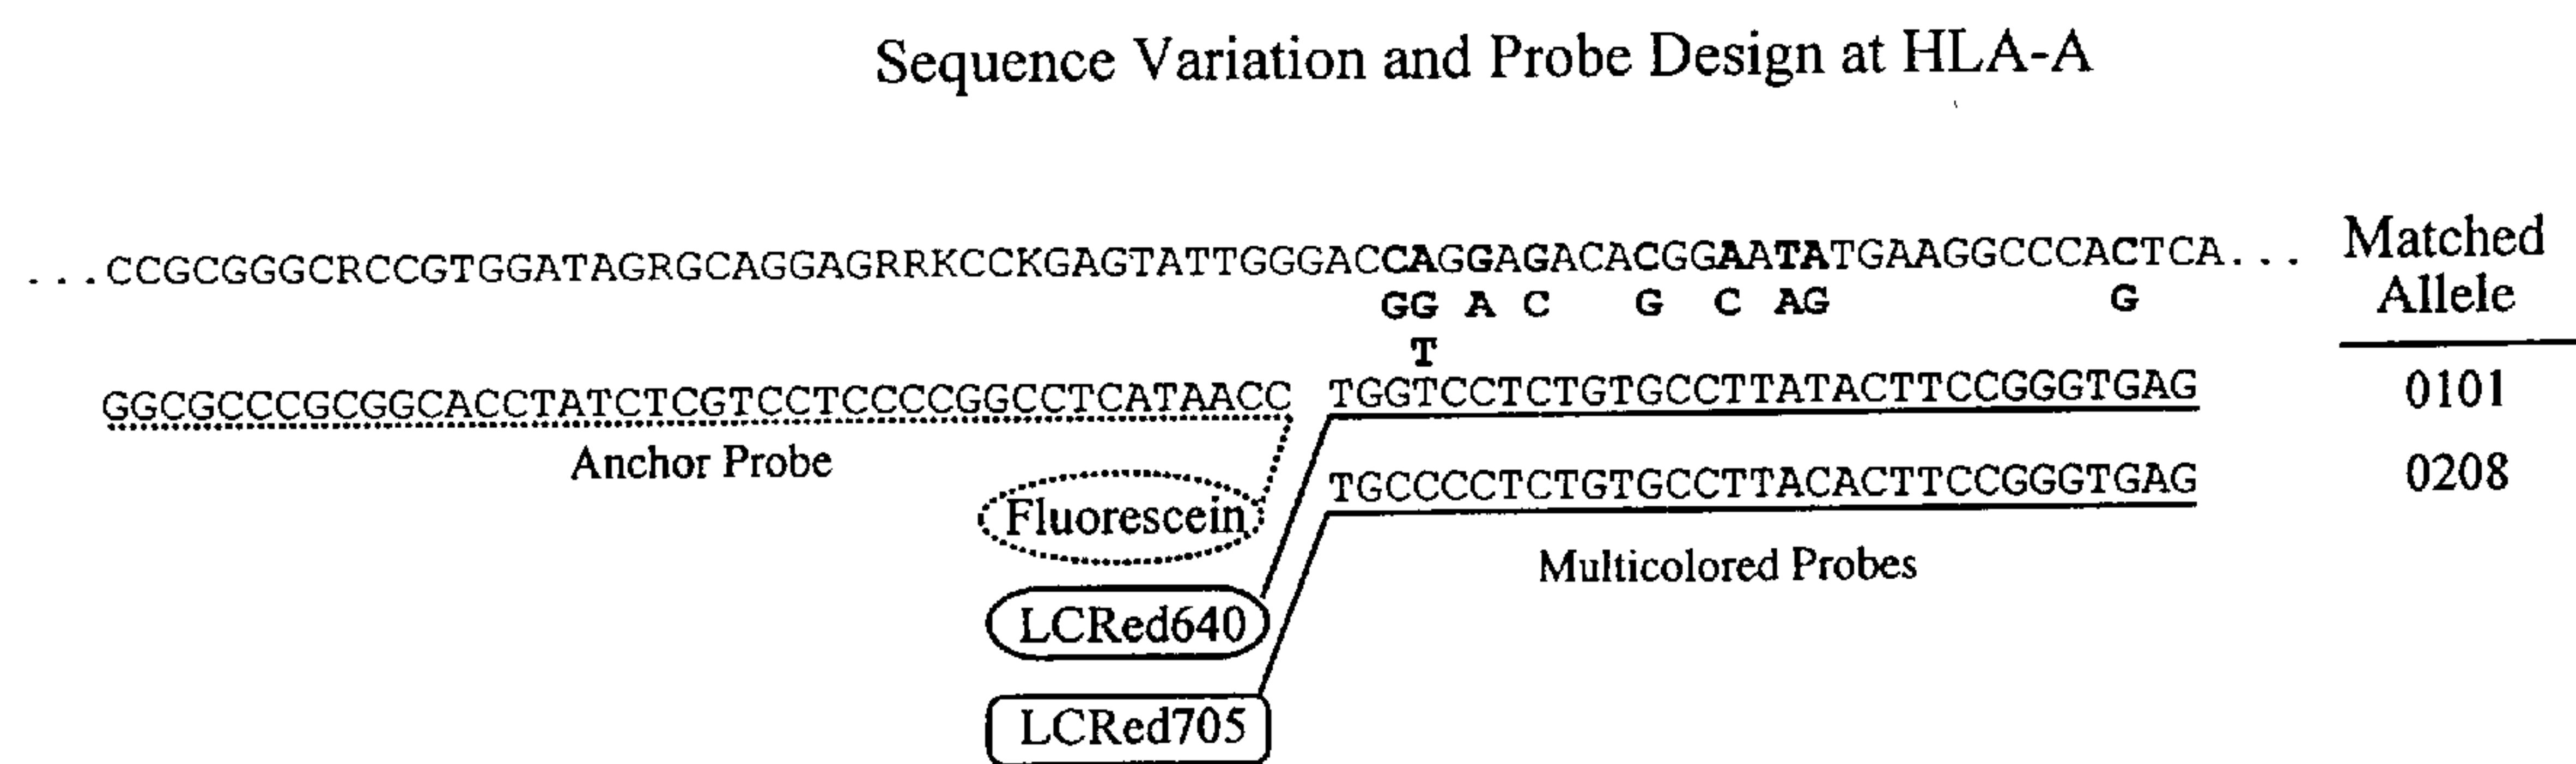 Sequence Variation and Probe Design at HLA-A
...CCGCGGGCRCCGTGGATAGRGCAGGAGRRKCCKGAGTATTGGGACCAGGAGACACGGAATATGAAGGCCCACTCA... Matched
GG A C G C AG G Allele
T
GGCGCCCGCGGCACCTATCTCGTCCTCCCCGGCCTCATAACC TGGTCCTCTGTGCCTTATACTTCCGGGTGAG 0101
Anchor Probe
TGCCCCTCTGTGCCTTACACTTCCGGGTGAG 0208
Fluorescein
Multicolored Probes
LCRed640
LCRed705